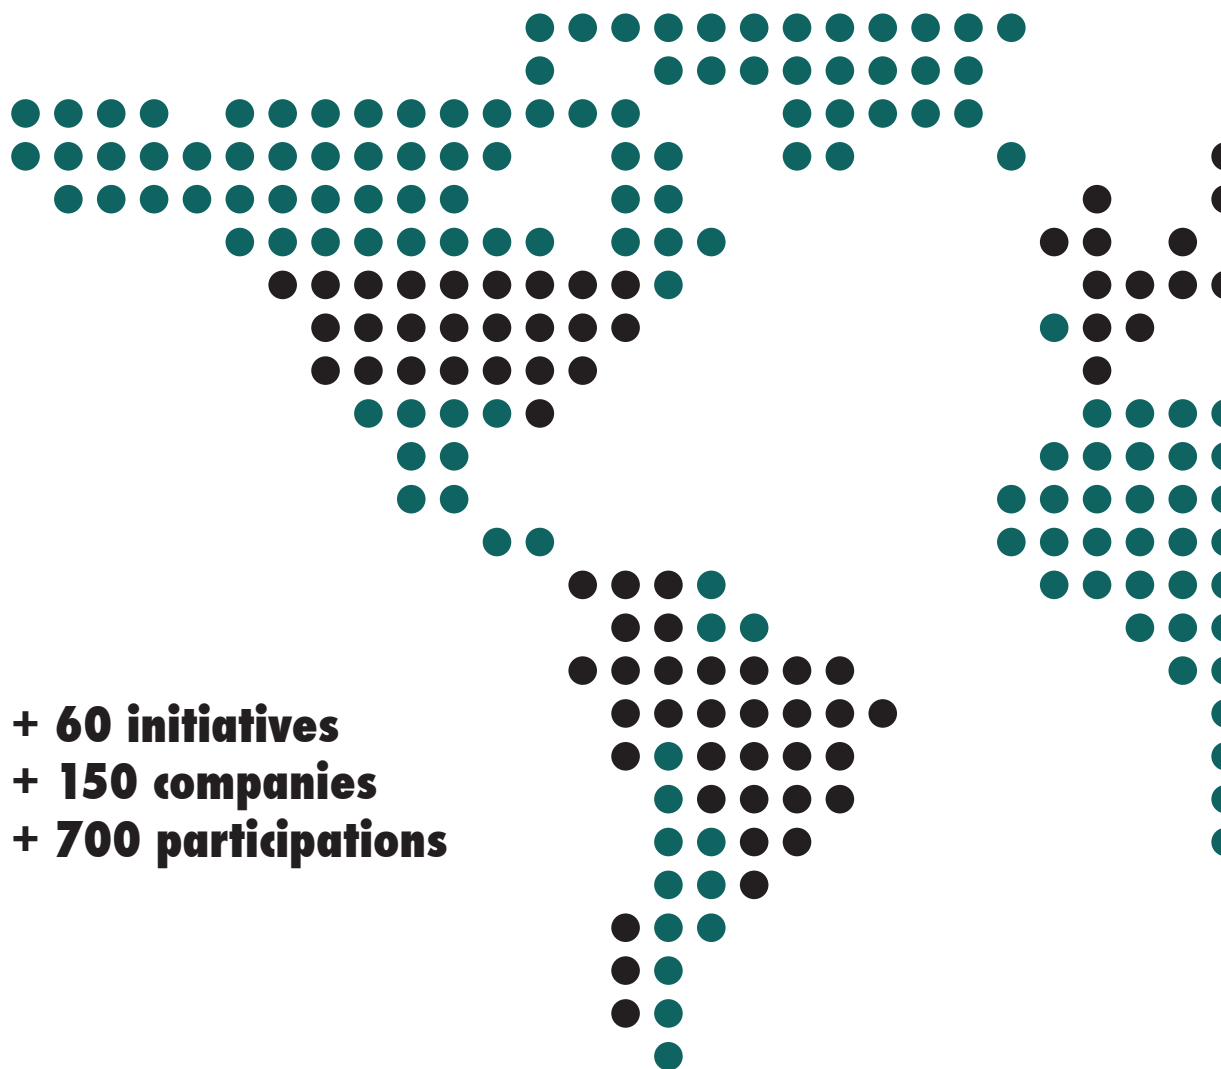 + 60 initiatives
+ 150 companies
+ 700 participations